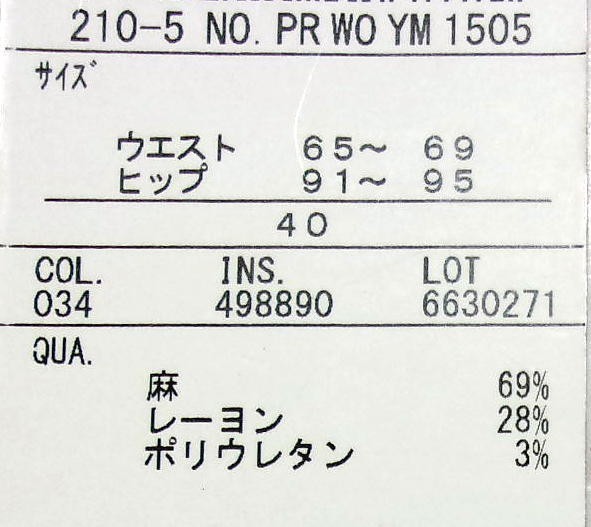 210-5 NO. PR WO YM 1505
サイズ
ウエスト 65~ 69
ヒップ 91~ 95
40
COL. INS. LOT
034 498890 6630271
QUA.
麻 69%
レーヨン 28%
ポリウレタン 3%